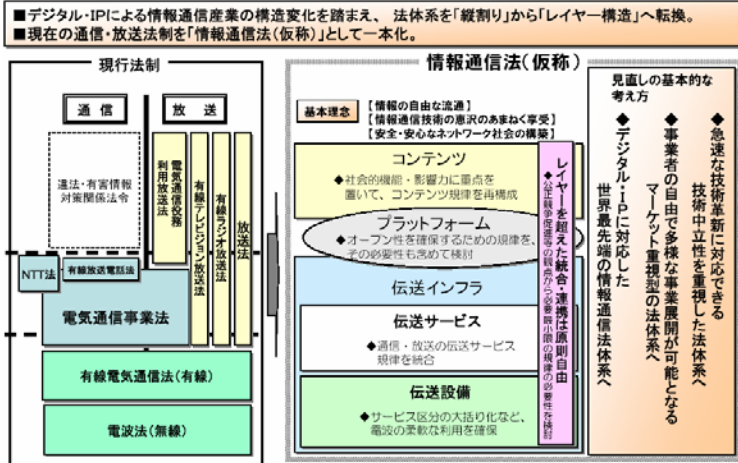 ■デジタル・IPによる情報通信産業の構造変化を踏まえ、 法体系を「縦割り」から「レイヤー構造」へ転換。
■現在の通信・放送法制を「情報通信法(仮称)」として一本化。
現行法制
通 信
放 送
違法・有害情報
対策関係法令
電気通信役務
利用放送法
有線テレビジョン放送法
有線ラジオ放送法
放送法
NTT法
有線放送電話法
電気通信事業法
有線電気通信法(有線)
電波法(無線)
情報通信法(仮称)
基本理念
【情報の自由な流通】
【情報通信技術の恵沢のあまねく享受】
【安全・安心なネットワーク社会の構築】
コンテンツ
◆社会的機能・影響力に重点を
置いて、コンテンツ規律を再構成
プラットフォーム
◆オープン性を確保するための規律を、
その必要性も含めて検討
伝送インフラ
伝送サービス
◆通信・放送の伝送サービス
規律を統合
伝送設備
◆サービス区分の大括り化など、
電波の柔軟な利用を確保
レイヤーを超えた統合・連携は原則自由
◆公正競争促進等の観点から必要最小限の規律の必要性を検討
見直しの基本的な
考え方
◆急速な技術革新に対応できる
技術中立性を重視した法体系へ
◆事業者の自由で多様な事業展開が可能となる
マーケット重視型の法体系へ
◆デジタル・IPに対応した
世界最先端の情報通信法体系へ